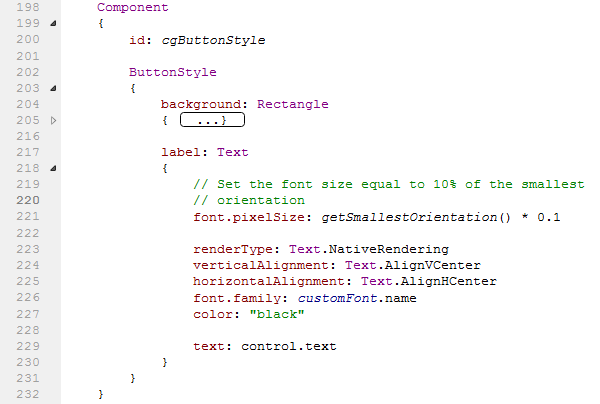 198 Component
199 {
200 id: cgButtonStyle
201
202 ButtonStyle
203 {
204 background: Rectangle
205 { ...}
216
217 label: Text
218 {
219 // Set the font size equal to 10% of the smallest
220 // orientation
221 font.pixelSize: getSmallestOrientation() * 0.1
222
223 renderType: Text.NativeRendering
224 verticalAlignment: Text.AlignVCenter
225 horizontalAlignment: Text.AlignHCenter
226 font.family: customFont.name
227 color: "black"
228
229 text: control.text
230 }
231 }
232 }